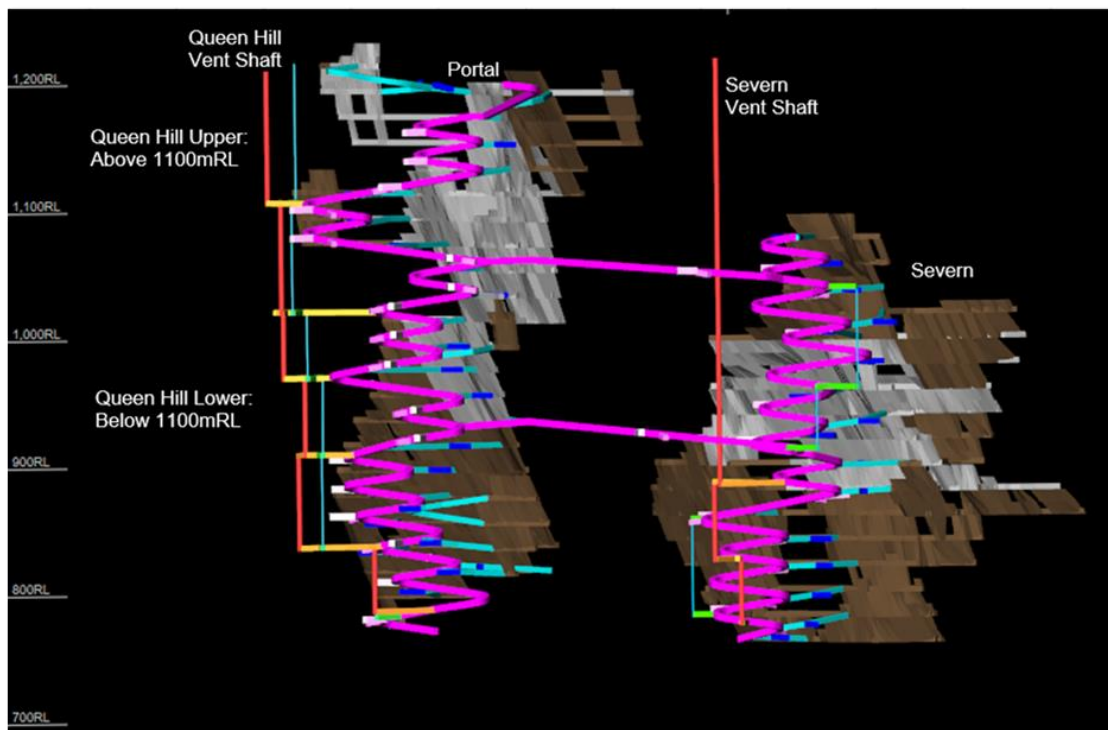 Queen Hill
Vent Shaft
Portal
Severn
Vent Shaft
1,200RL
Queen Hill Upper:
Above 1100mRL
1,100RL
Severn
1,000RL
Queen Hill Lower:
Below 1100mRL
900RL
800RL
700RL